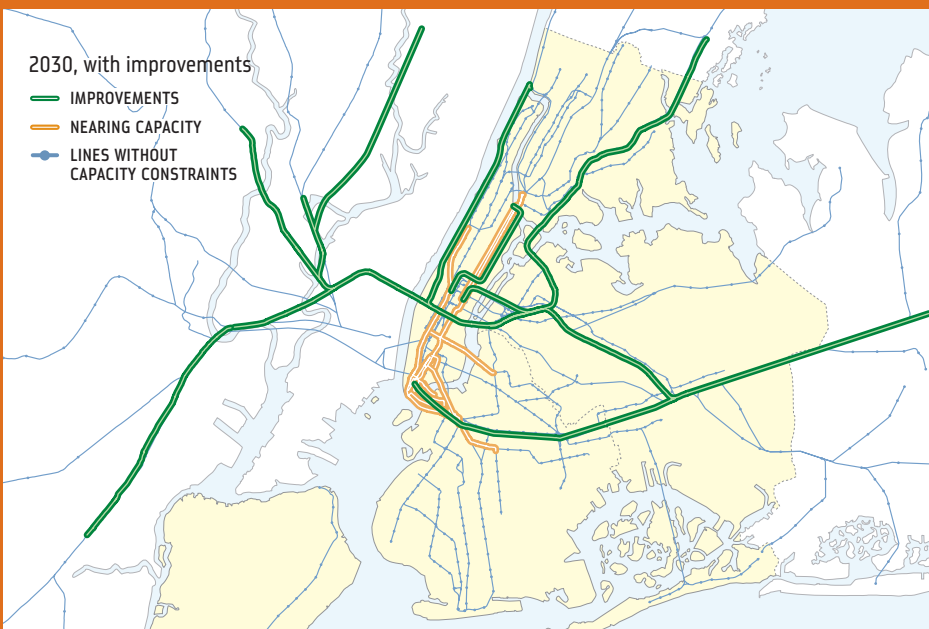 2030, with improvements
IMPROVEMENTS
NEARING CAPACITY
LINES WITHOUT
CAPACITY CONSTRAINTS